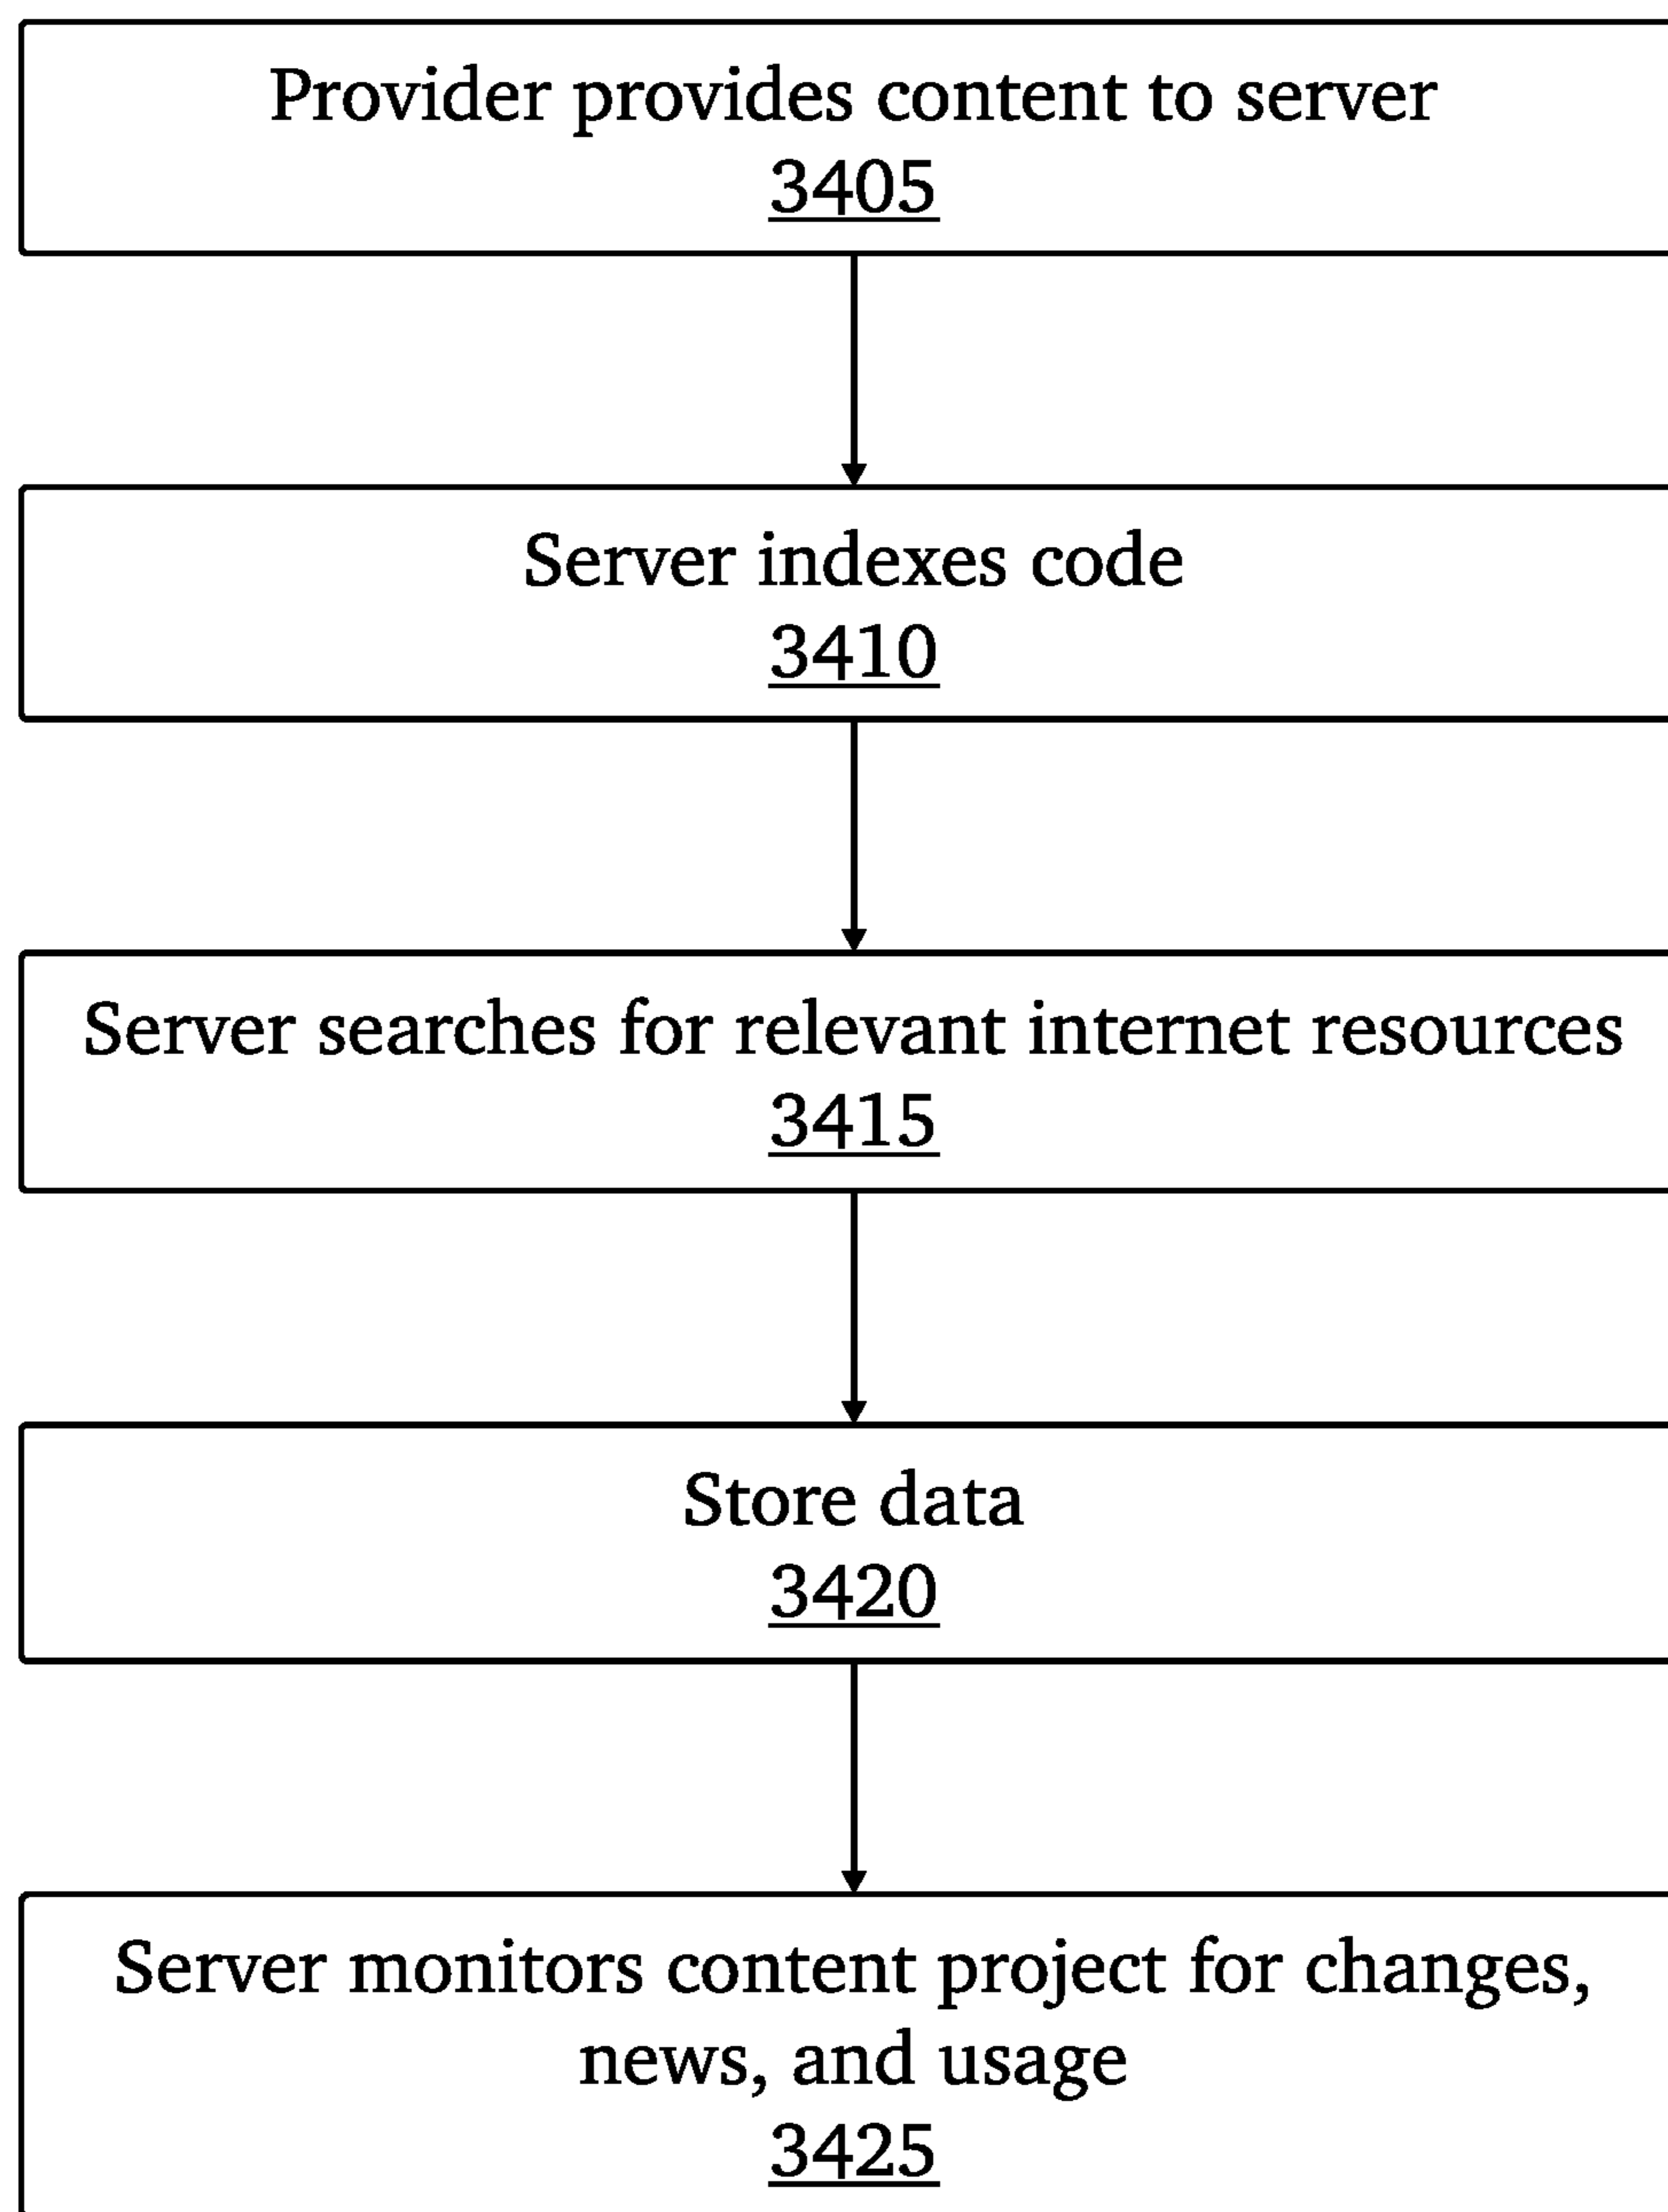 Provider provides content to server
3405
Server indexes code
3410
Server searches for relevant internet resources
3415
Store data
3420
Server monitors content project for changes,
news, and usage
3425